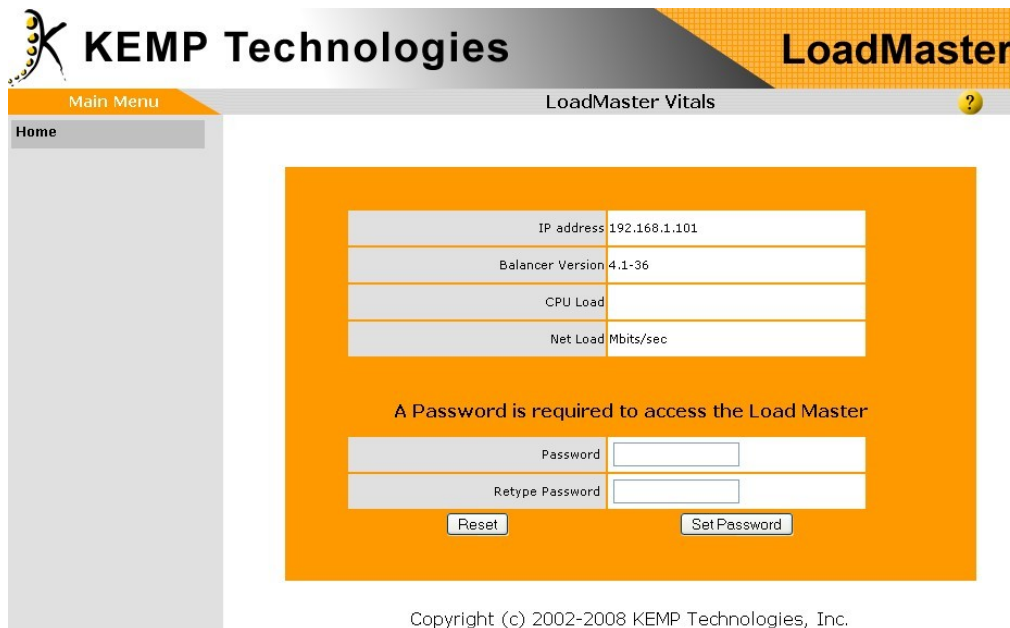 KEMP Technologies
LoadMaster
Main Menu
LoadMaster Vitals
?
Home
IP address 192.168.1.101
Balancer Version 4.1-36
CPU Load
Net Load Mbits/sec
A Password is required to access the Load Master
Password
Retype Password
Reset
Set Password
Copyright (c) 2002-2008 KEMP Technologies, Inc.